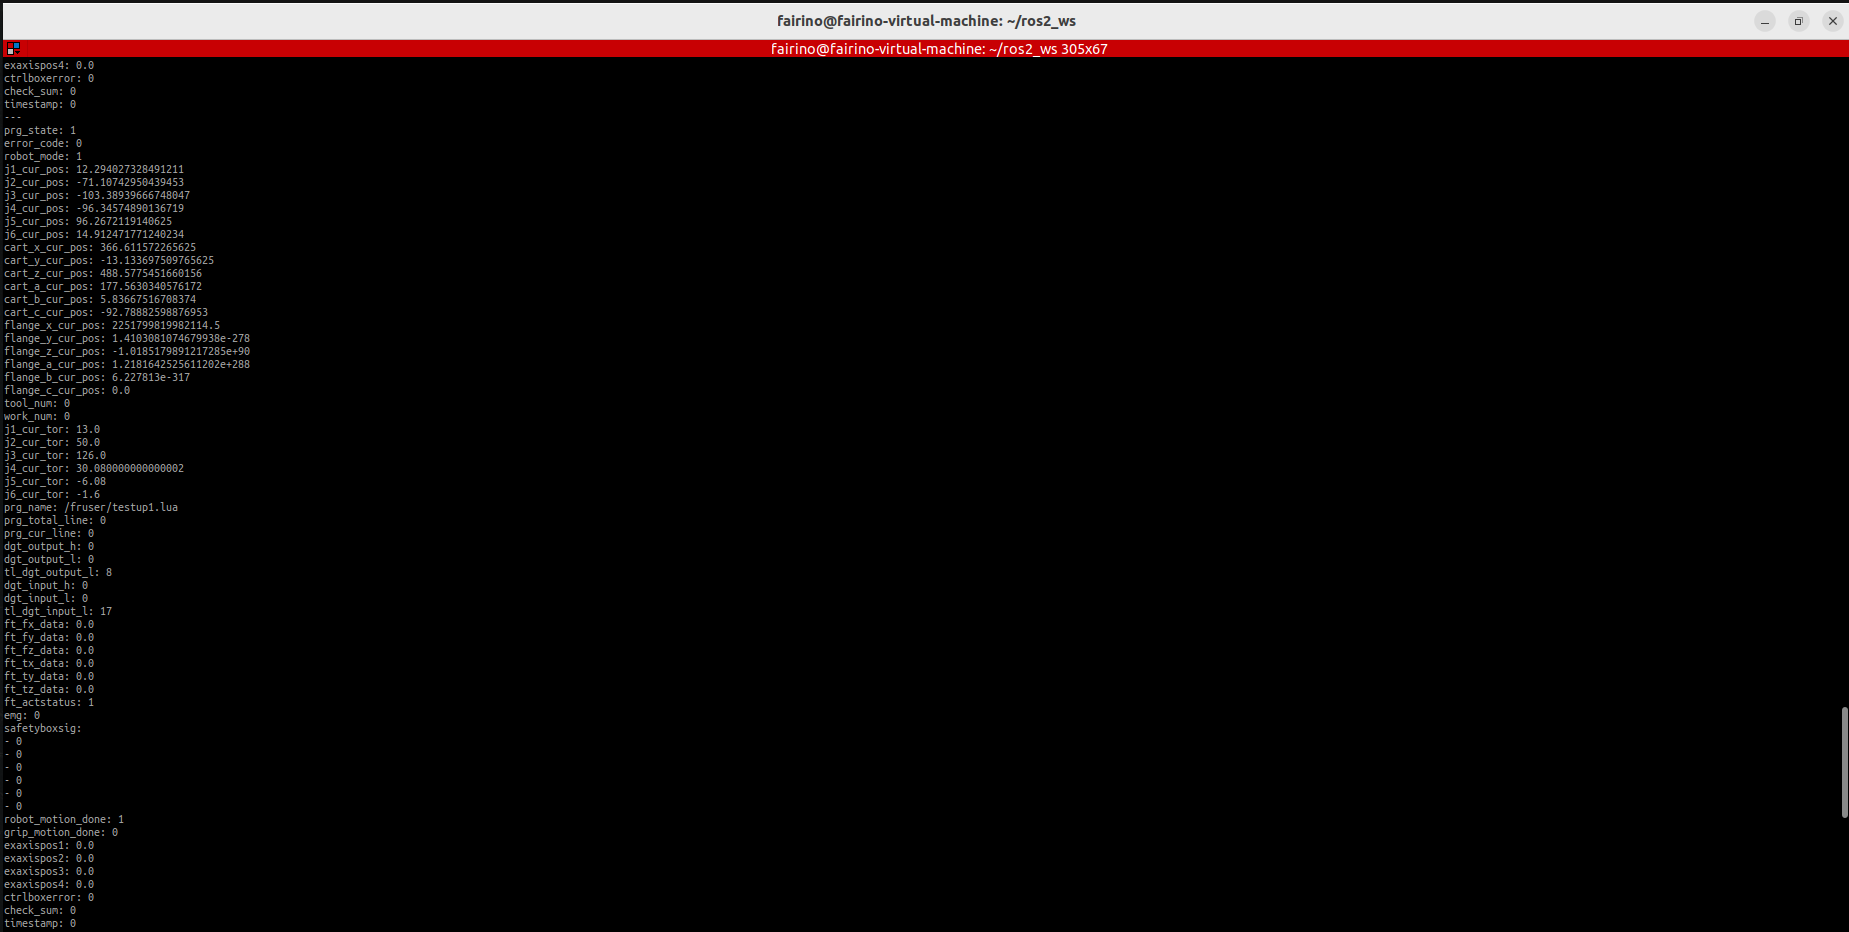 fairino@fairino-virtual-machine: ~/ros2_ws
fairino@fairino-virtual-machine: ~/ros2_ws 305x67
exaxispos4: 0.0
ctrlboxerror: 0
check_sum: 0
timestamp: 0
---
prg_state: 1
error_code: 0
robot_mode: 1
j1_cur_pos: 12.294027328491211
j2_cur_pos: -71.10742950439453
j3_cur_pos: -103.38939666748047
j4_cur_pos: -96.34574890136719
j5_cur_pos: 96.2672119140625
j6_cur_pos: 14.912471771240234
cart_x_cur_pos: 366.611572265625
cart_y_cur_pos: -13.133697509765625
cart_z_cur_pos: 488.5775451660156
cart_a_cur_pos: 177.5630340576172
cart_b_cur_pos: 5.83667516708374
cart_c_cur_pos: -92.78882598876953
flange_x_cur_pos: 2251799819982114.5
flange_y_cur_pos: 1.4103081074679938e-278
flange_z_cur_pos: -1.0185179891217285e+90
flange_a_cur_pos: 1.2181642525611202e+288
flange_b_cur_pos: 6.227813e-317
flange_c_cur_pos: 0.0
tool_num: 0
work_num: 0
j1_cur_tor: 13.0
j2_cur_tor: 50.0
j3_cur_tor: 126.0
j4_cur_tor: 30.080000000000002
j5_cur_tor: -6.08
j6_cur_tor: -1.6
prg_name: /fruser/testup1.lua
prg_total_line: 0
prg_cur_line: 0
dgt_output_h: 0
dgt_output_l: 0
tl_dgt_output_l: 8
dgt_input_h: 0
dgt_input_l: 0
tl_dgt_input_l: 17
ft_fx_data: 0.0
ft_fy_data: 0.0
ft_fz_data: 0.0
ft_tx_data: 0.0
ft_ty_data: 0.0
ft_tz_data: 0.0
ft_actstatus: 1
emg: 0
safetyboxsig:
- 0
- 0
- 0
- 0
- 0
- 0
robot_motion_done: 1
grip_motion_done: 0
exaxispos1: 0.0
exaxispos2: 0.0
exaxispos3: 0.0
exaxispos4: 0.0
ctrlboxerror: 0
check_sum: 0
timestamp: 0